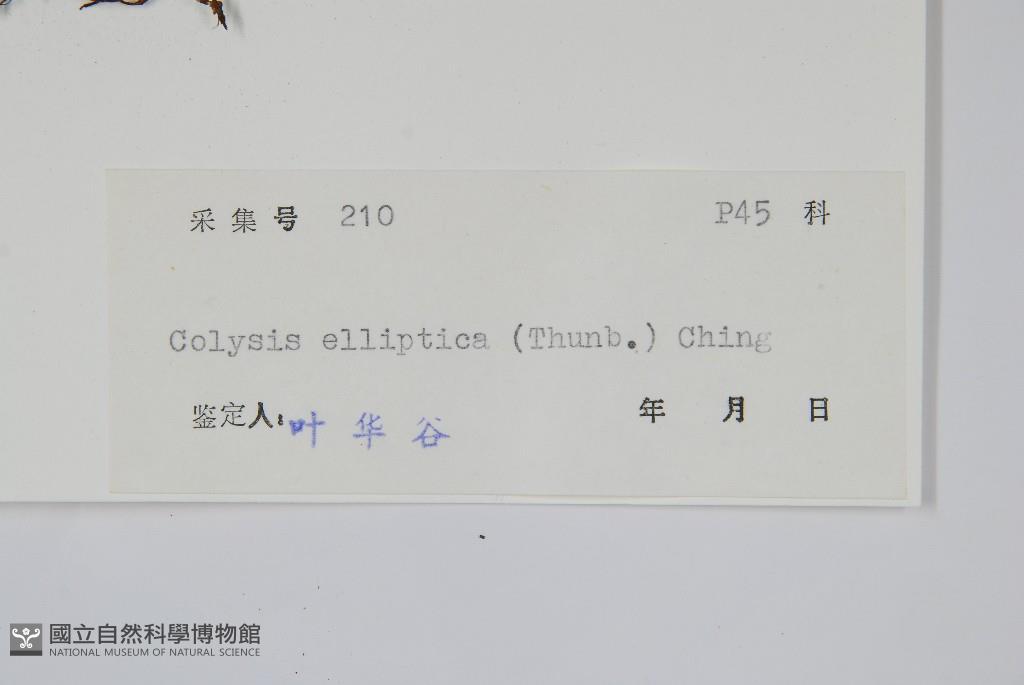 采集号 210 P45 科
Colysis elliptica (Thunb.) Ching
鉴定人: 叶华谷 年 月 日
國立自然科學博物館
NATIONAL MUSEUM OF NATURAL SCIENCE